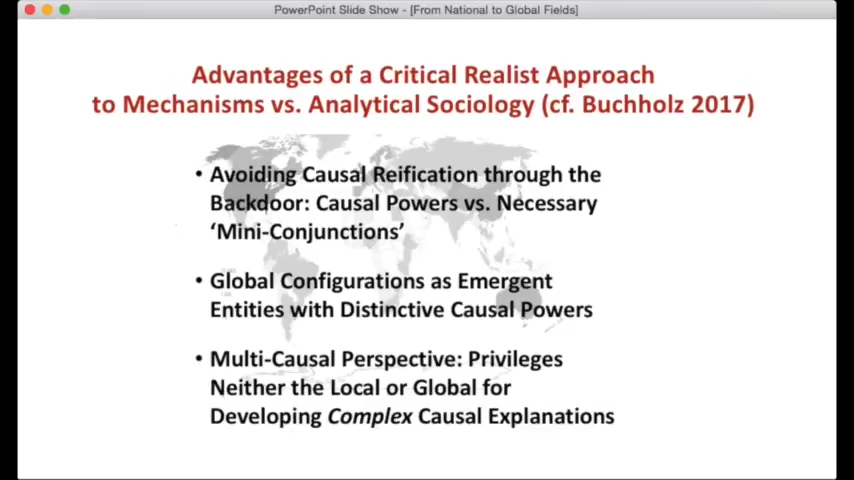 PowerPoint Slide Show - [From National to Global Fields]
Advantages of a Critical Realist Approach
to Mechanisms vs. Analytical Sociology (cf. Buchholz 2017)
• Avoiding Causal Reification through the
Backdoor: Causal Powers vs. Necessary
‘Mini-Conjunctions’
• Global Configurations as Emergent
Entities with Distinctive Causal Powers
• Multi-Causal Perspective: Privileges
Neither the Local or Global for
Developing Complex Causal Explanations